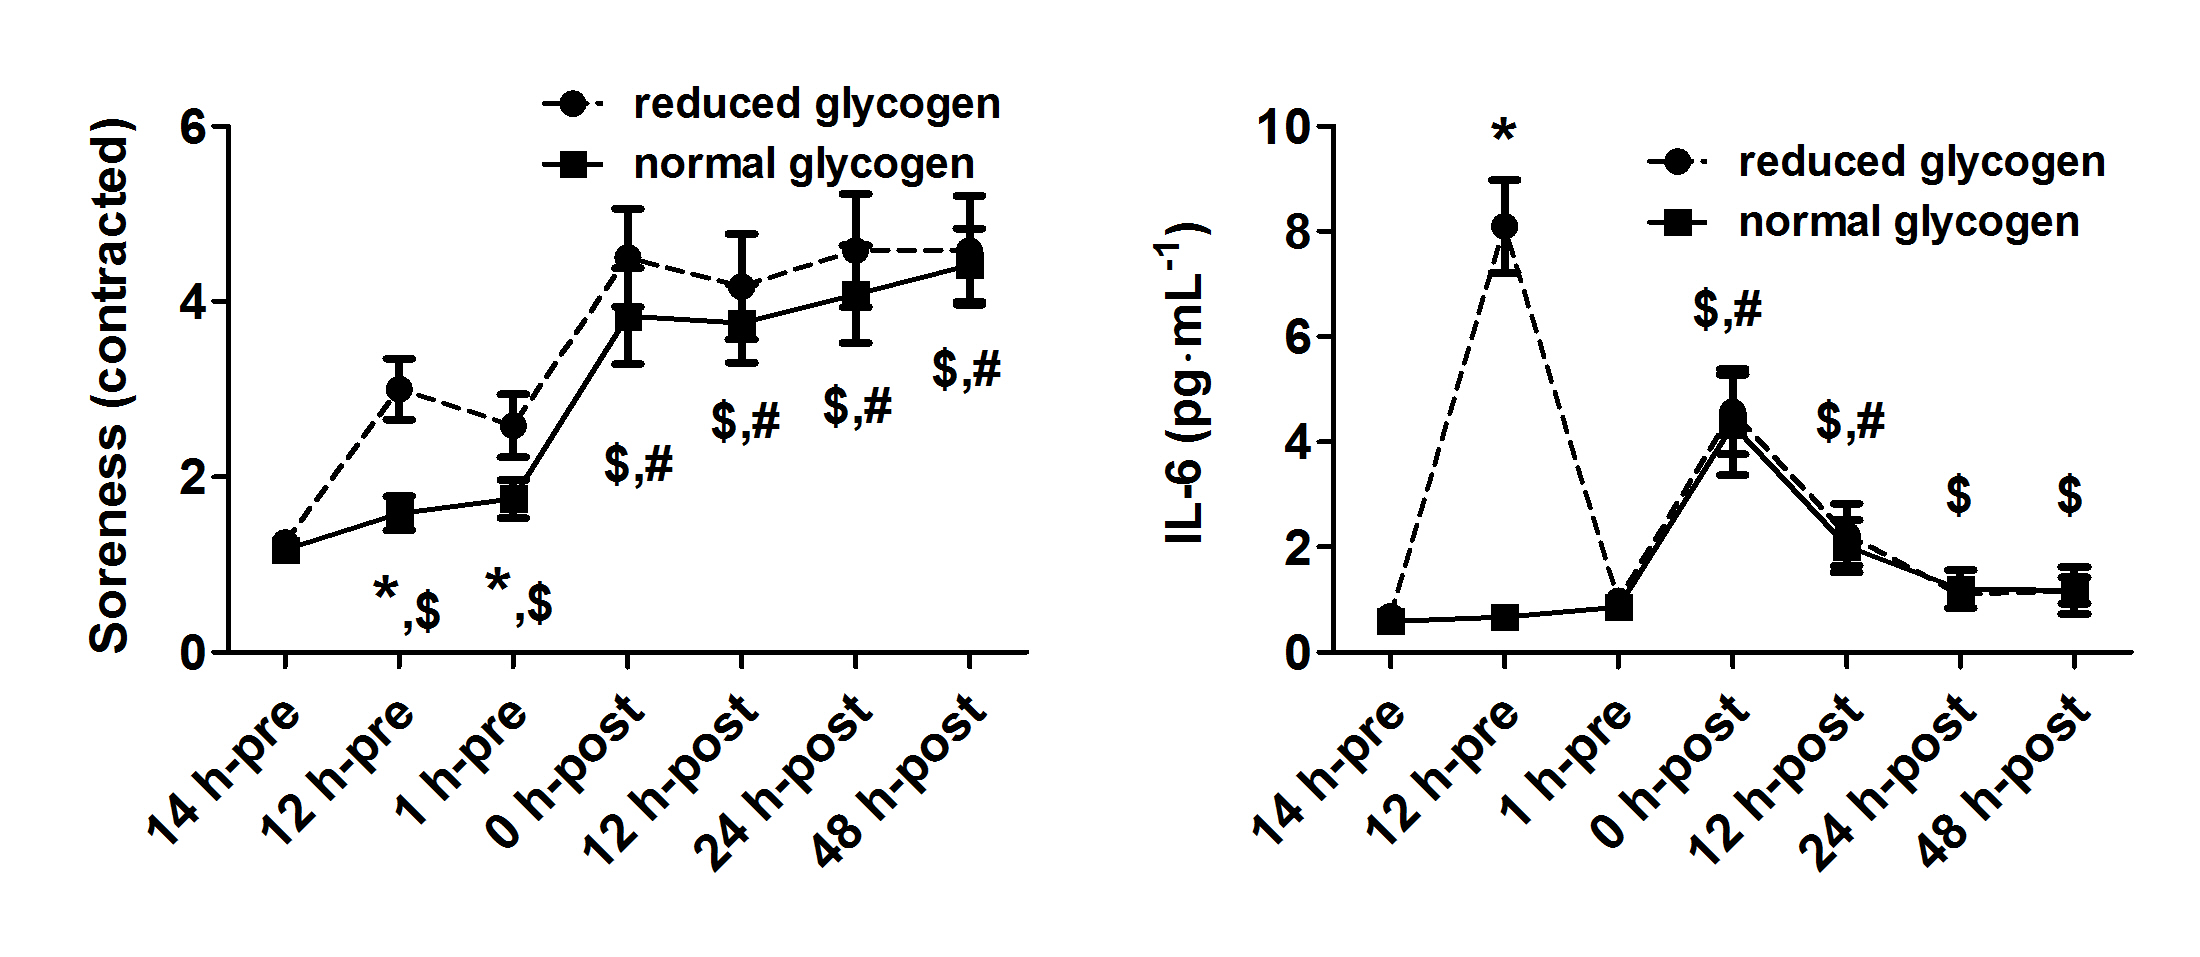 reduced glycogen
normal glycogen
Soreness (contracted)
6
4
2
0
*,$
*,$
$,#
$,#
$,#
$,#
14 h-pre
12 h-pre
1 h-pre
0 h-post
12 h-post
24 h-post
48 h-post
reduced glycogen
normal glycogen
IL-6 (pg·mL-1)
10
8
6
4
2
0
*
$,#
$,#
$
$
14 h-pre
12 h-pre
1 h-pre
0 h-post
12 h-post
24 h-post
48 h-post